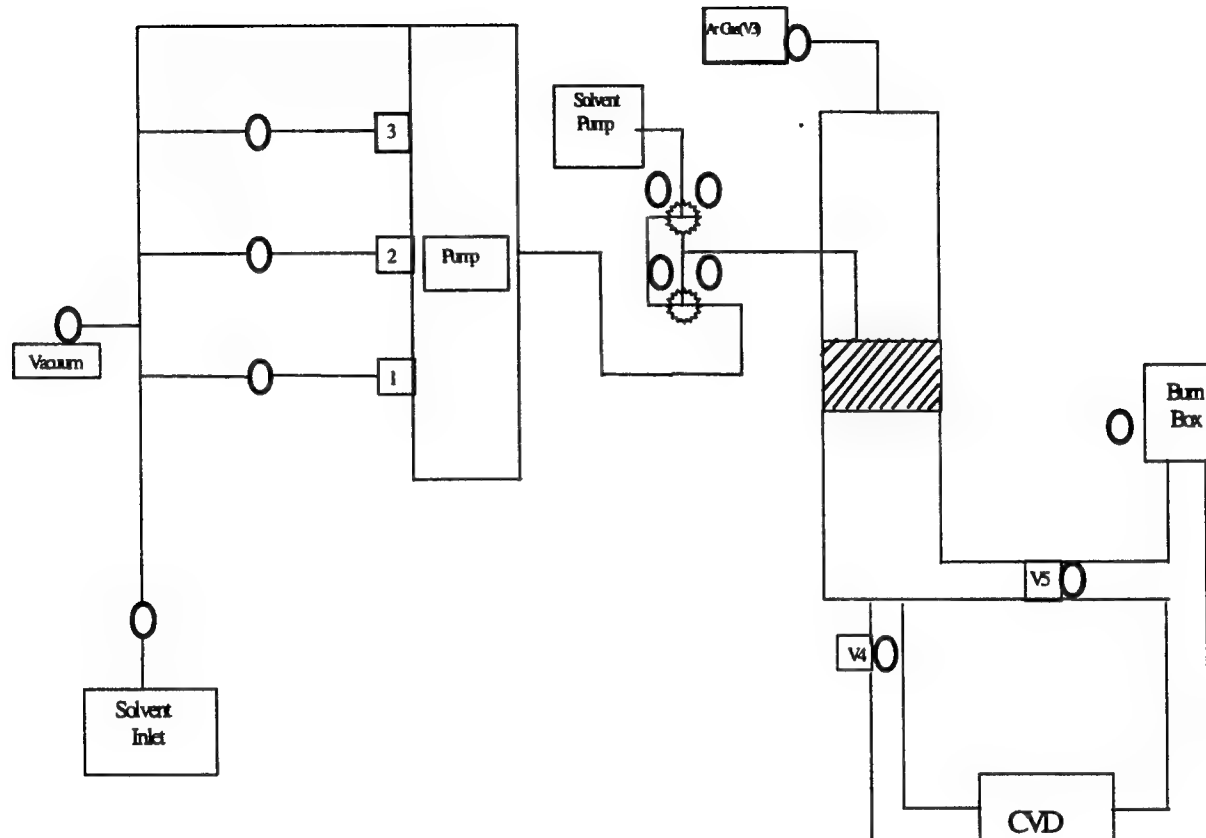 Ar Gas(V3)
Solvent
Pump
3
2
Pump
1
Vacuum
Burn
Box
V5
V4
Solvent
Inlet
CVD